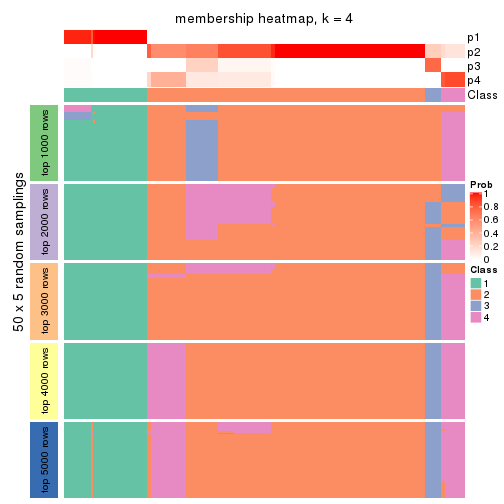 membership heatmap, k = 4
p1
p2
p3
p4
Class
50 x 5 random samplings
top 1000 rows
top 2000 rows
top 3000 rows
top 4000 rows
top 5000 rows
Prob
1
0.8
0.6
0.4
0.2
0
Class
1
2
3
4